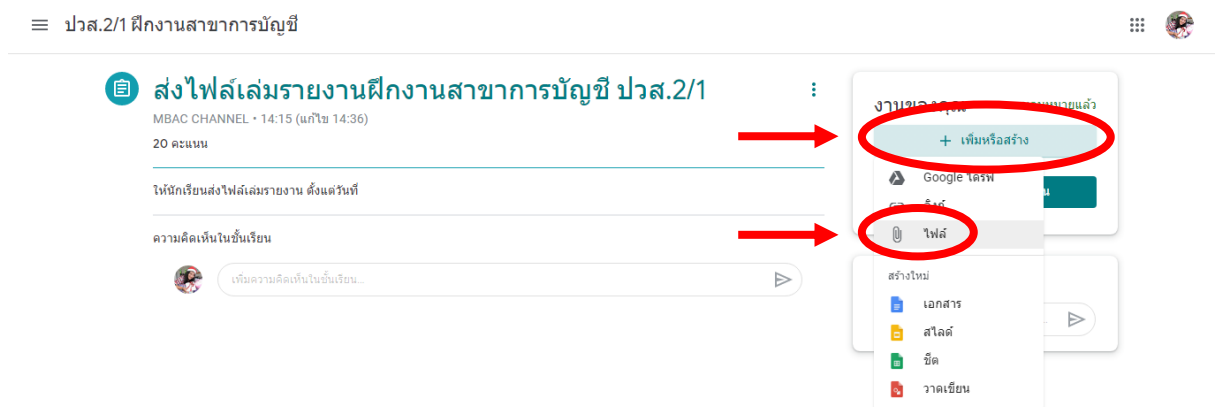 ปวส.2/1 ฝึกงานสาขาการบัญชี
ส่งไฟล์เล่มรายงานฝึกงานสาขาการบัญชี ปวส.2/1
MBAC CHANNEL • 14:15 (แก้ไข 14:36)
20 คะแนน
ให้นักเรียนส่งไฟล์เล่มรายงาน ตั้งแต่วันที่
ความคิดเห็นในชั้นเรียน
เพิ่มความคิดเห็นในชั้นเรียน...
งานของคุณ
+ เพิ่มหรือสร้าง
Google ไดรฟ์
ไฟล์
สร้างใหม่
เอกสาร
สไลด์
ชีต
วาดเขียน